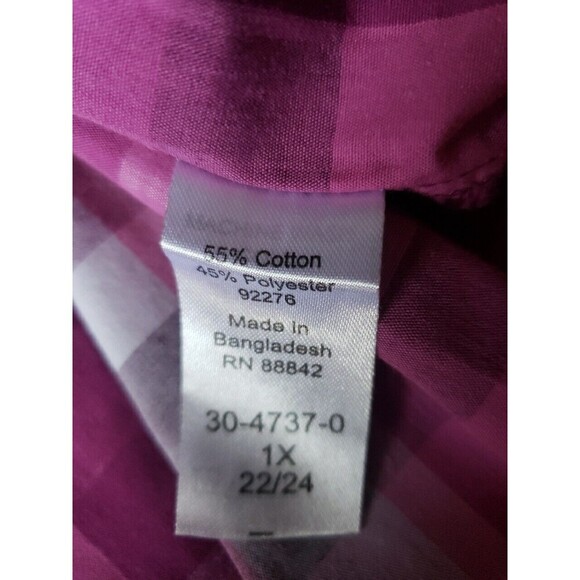 55% Cotton
45% Polyester
92276
Made in
Bangladesh
RN 88842
30-4737-0
1X
22/24